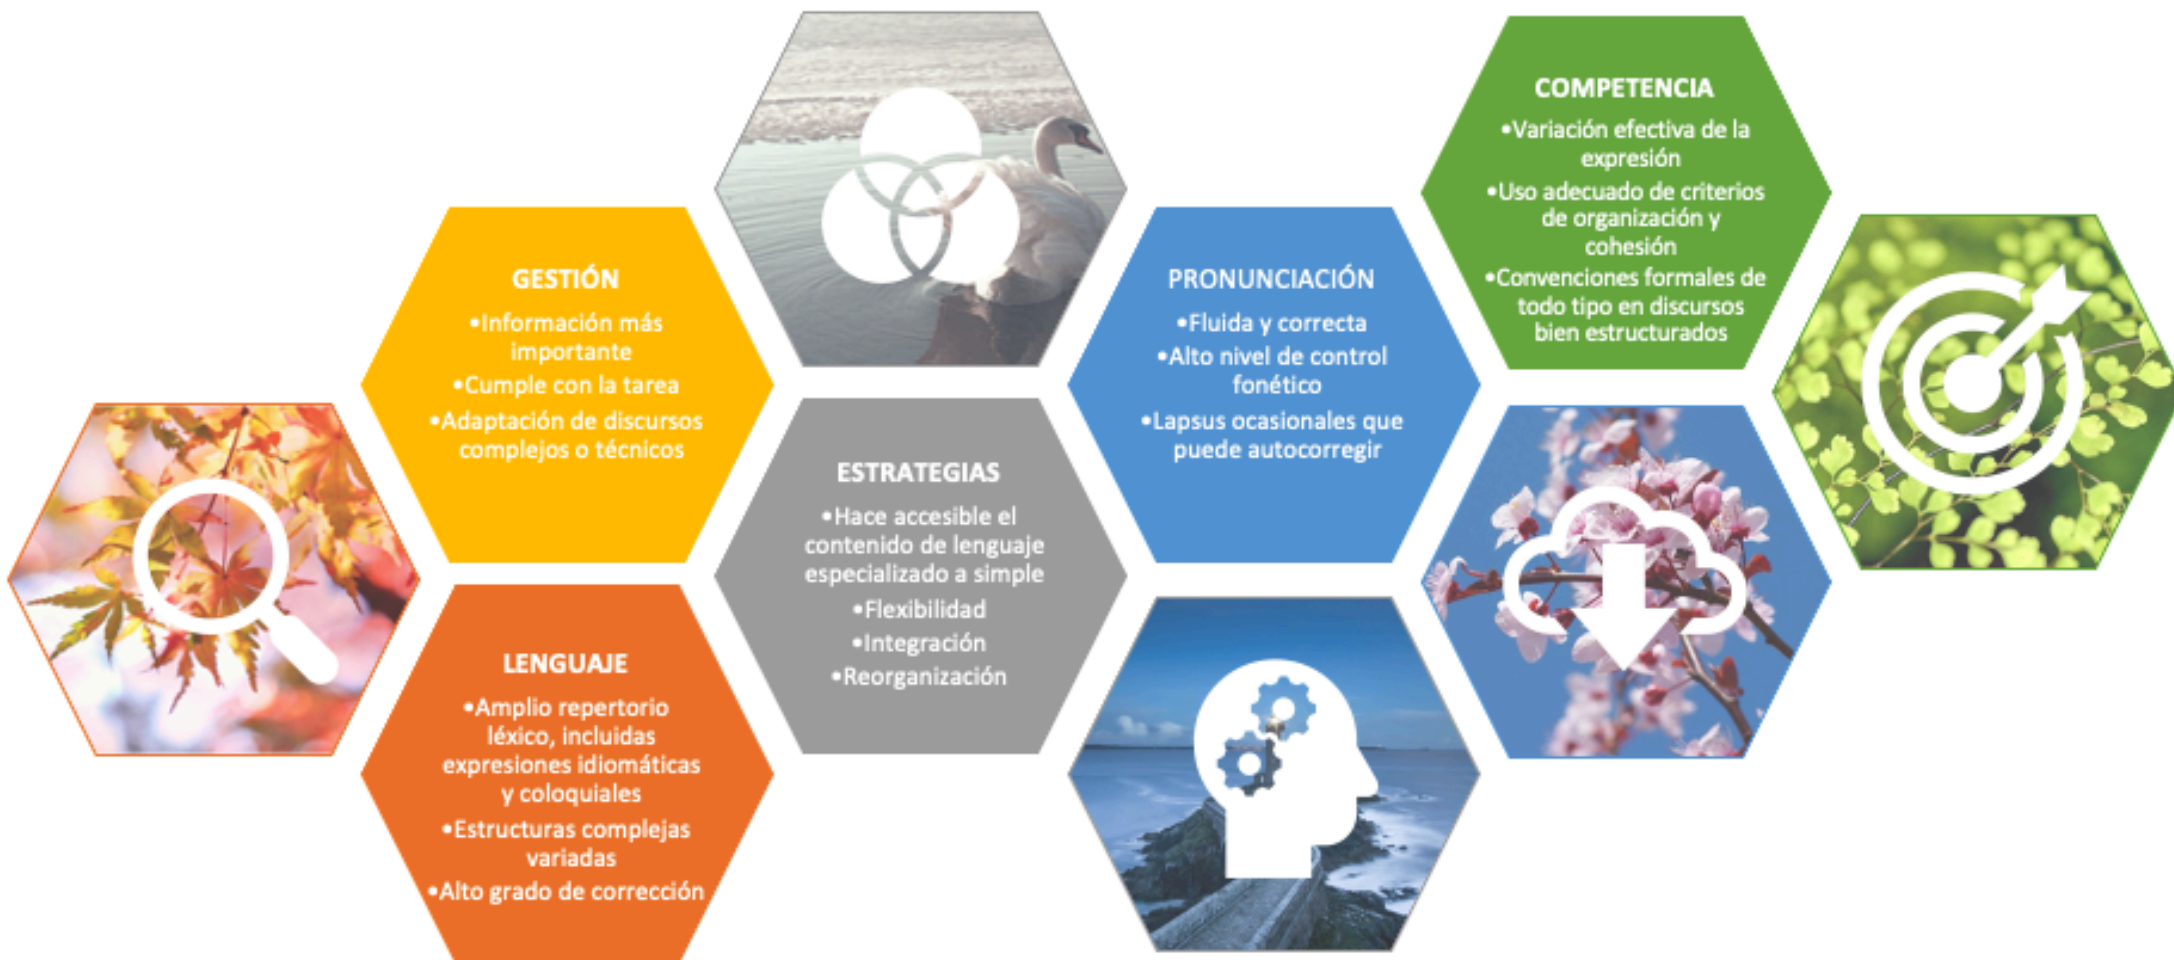 GESTIÓN
•Información más
importante
•Cumple con la tarea
•Adaptación de discursos
complejos o técnicos
LENGUAJE
•Amplio repertorio
léxico, incluidas
expresiones idiomáticas
y coloquiales
•Estructuras complejas
variadas
•Alto grado de corrección
ESTRATEGIAS
•Hace accesible el
contenido de lenguaje
especializado a simple
•Flexibilidad
•Integración
•Reorganización
PRONUNCIACIÓN
•Fluida y correcta
•Alto nivel de control
fonético
•Lapsus ocasionales que
puede autocorregir
COMPETENCIA
•Variación efectiva de la
expresión
•Uso adecuado de criterios
de organización y
cohesión
•Convenciones formales de
todo tipo en discursos
bien estructurados